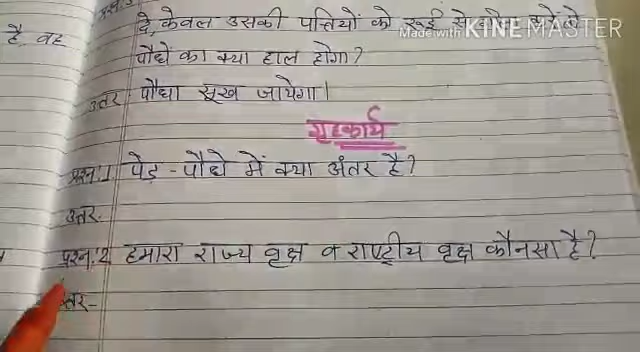 है, वह
दे, केवल उसकी पत्तियों को रूई से
Made with KINEMASTER
पौधे का क्या हाल होगा?
उत्तर पौधा सूख जायेगा।
गृहकार्य
प्रश्न.1 पेड़ - पौधे में क्या अंतर है?
उत्तर.
प्रश्न.'2 हमारा राज्य वृक्ष व राष्ट्रीय वृक्ष कौनसा है?
उत्तर-